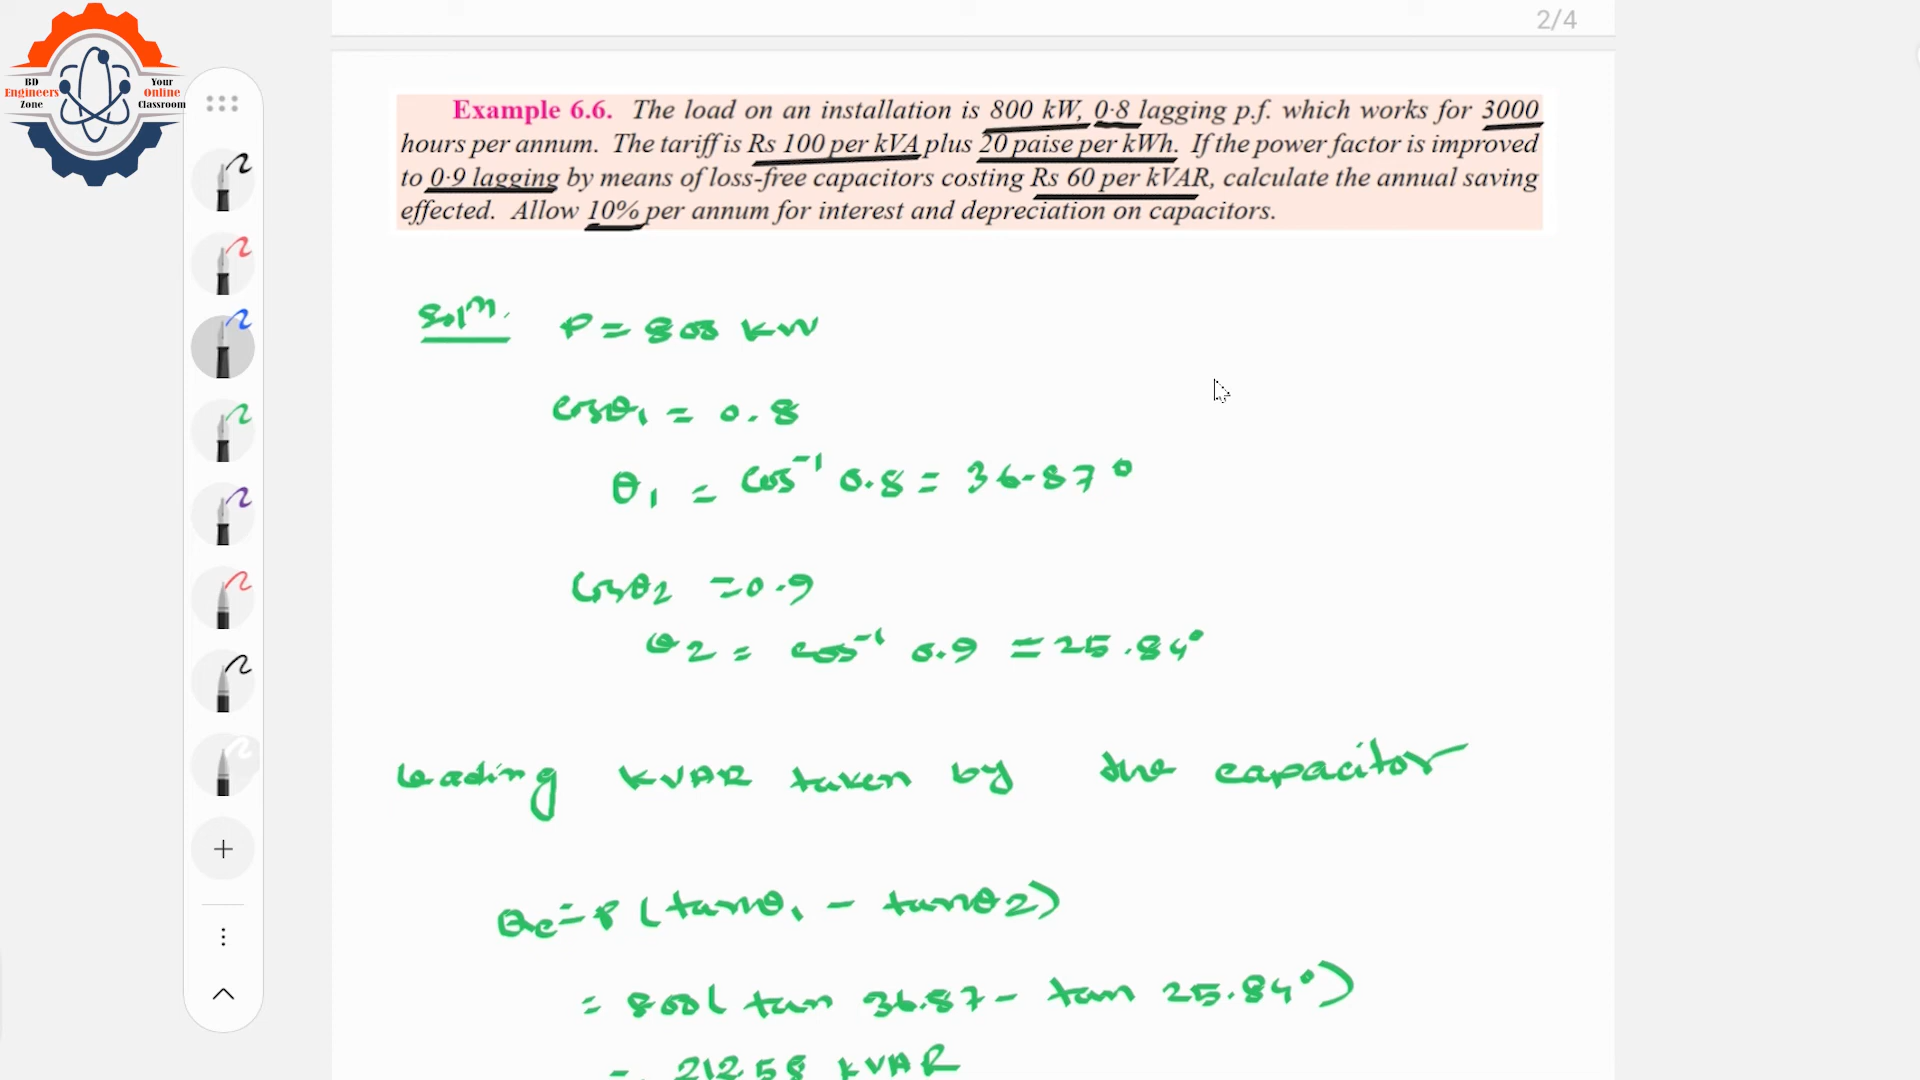 2/4
BD
Engineers
Zone
Your
Online
Classroom
Example 6.6. The load on an installation is 800 kW, 0·8 lagging p.f. which works for 3000
hours per annum. The tariff is Rs 100 per kVA plus 20 paise per kWh. If the power factor is improved
to 0·9 lagging by means of loss-free capacitors costing Rs 60 per kVAR, calculate the annual saving
effected. Allow 10% per annum for interest and depreciation on capacitors.
Soln. P = 800 kW
cosθ1 = 0.8
θ1 = cos⁻¹ 0.8 = 36.87°
cosθ2 = 0.9
θ2 = cos⁻¹ 0.9 = 25.84°
Leading kVAR taken by the capacitor
Qc = P (tanθ1 - tanθ2)
= 800( tan 36.87 - tan 25.84°)
= 212.58 kVAR